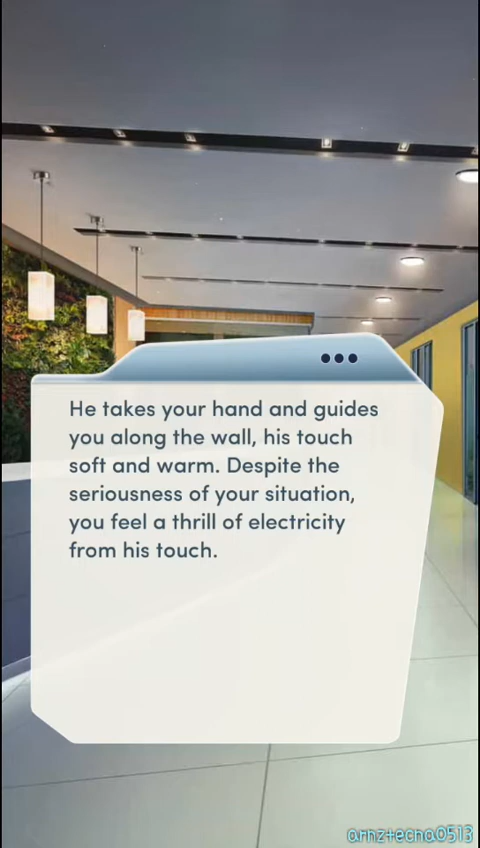 He takes your hand and guides
you along the wall, his touch
soft and warm. Despite the
seriousness of your situation,
you feel a thrill of electricity
from his touch.
arnztecna0513